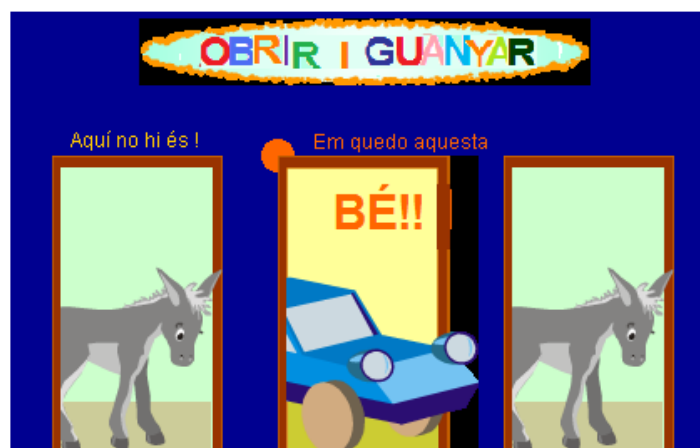 OBRIR I GUANYAR
Aquí no hi és !
Em quedo aquesta
BÉ!!